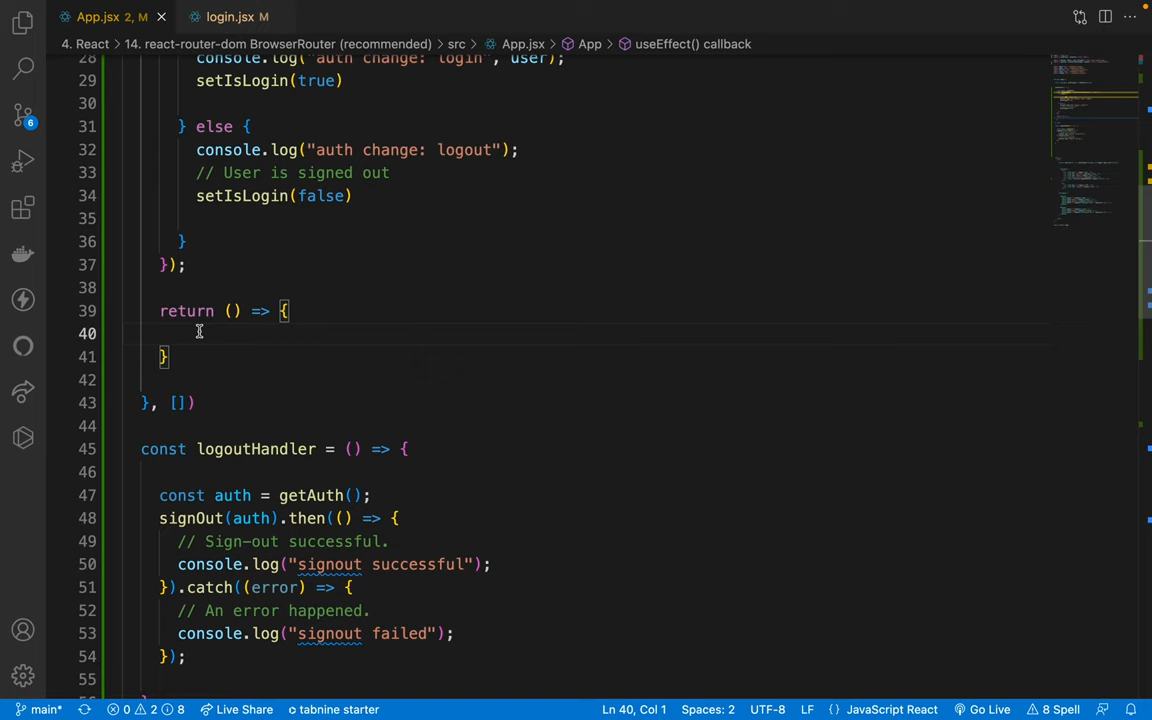 App.jsx 2, M
login.jsx M
4. React > 14. react-router-dom BrowserRouter (recommended) > src > App.jsx > App > useEffect() callback
28 console.log("auth change: login", user);
29 setIsLogin(true)
30
31 } else {
32 console.log("auth change: logout");
33 // User is signed out
34 setIsLogin(false)
35
36 }
37 });
38
39 return () => {
40
41 }
42
43 }, [])
44
45 const logoutHandler = () => {
46
47 const auth = getAuth();
48 signOut(auth).then(() => {
49 // Sign-out successful.
50 console.log("signout successful");
51 }).catch((error) => {
52 // An error happened.
53 console.log("signout failed");
54 });
55
6
main* 0 2 8 Live Share tabnine starter Ln 40, Col 1 Spaces: 2 UTF-8 LF {} JavaScript React Go Live 8 Spell